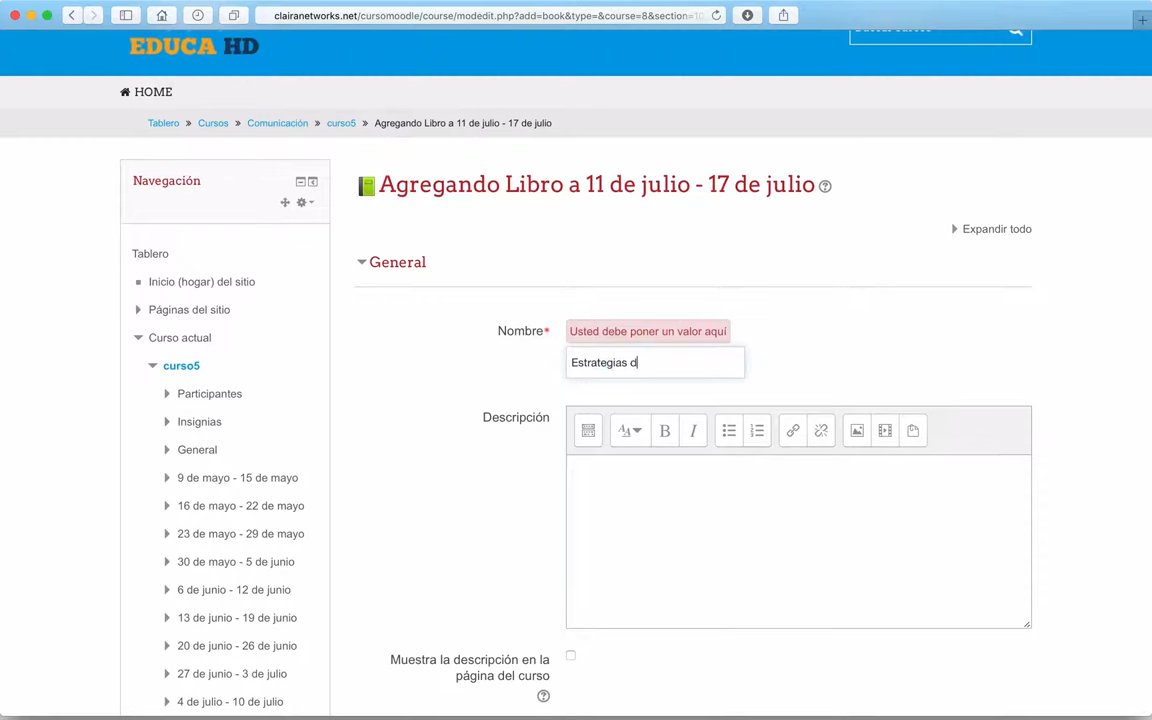 clairanetworks.net/cursomoodle/course/modedit.php?add=book&type=&course=8&section=10
EDUCA HD
HOME
Tablero » Cursos » Comunicación » curso5 » Agregando Libro a 11 de julio - 17 de julio
Navegación
Tablero
Inicio (hogar) del sitio
Páginas del sitio
Curso actual
curso5
Participantes
Insignias
General
9 de mayo - 15 de mayo
16 de mayo - 22 de mayo
23 de mayo - 29 de mayo
30 de mayo - 5 de junio
6 de junio - 12 de junio
13 de junio - 19 de junio
20 de junio - 26 de junio
27 de junio - 3 de julio
4 de julio - 10 de julio
Agregando Libro a 11 de julio - 17 de julio
Expandir todo
General
Nombre*
Usted debe poner un valor aquí
Estrategias d
Descripción
Muestra la descripción en la
página del curso